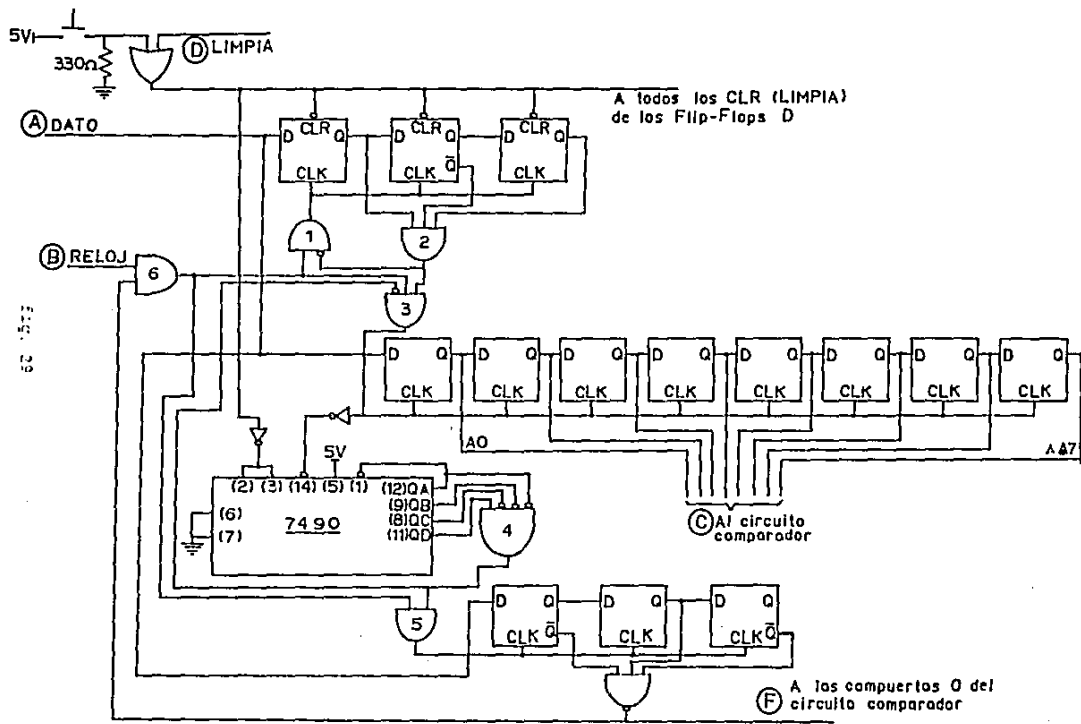 5V
330Ω
D LIMPIA
A todos los CLR (LIMPIA)
de los Flip-Flops D
A DATO
D CLR Q
CLK
CLR
Q̄
CLK
D CLR Q
CLK
1
2
B RELOJ
6
3
D Q
CLK
D Q
CLK
D Q
CLK
D Q
CLK
D Q
CLK
D Q
CLK
D Q
CLK
D Q
CLK
A0
A7
5V
(2) (3) (14) (5) (1)
(12)QA
(9)QB
(8)QC
(11)QD
(6)
(7)
7490
4
C Al circuito
comparador
5
D Q
Q̄
CLK
D Q
CLK
D Q
CLK Q̄
F A las compuertas O del
circuito comparador